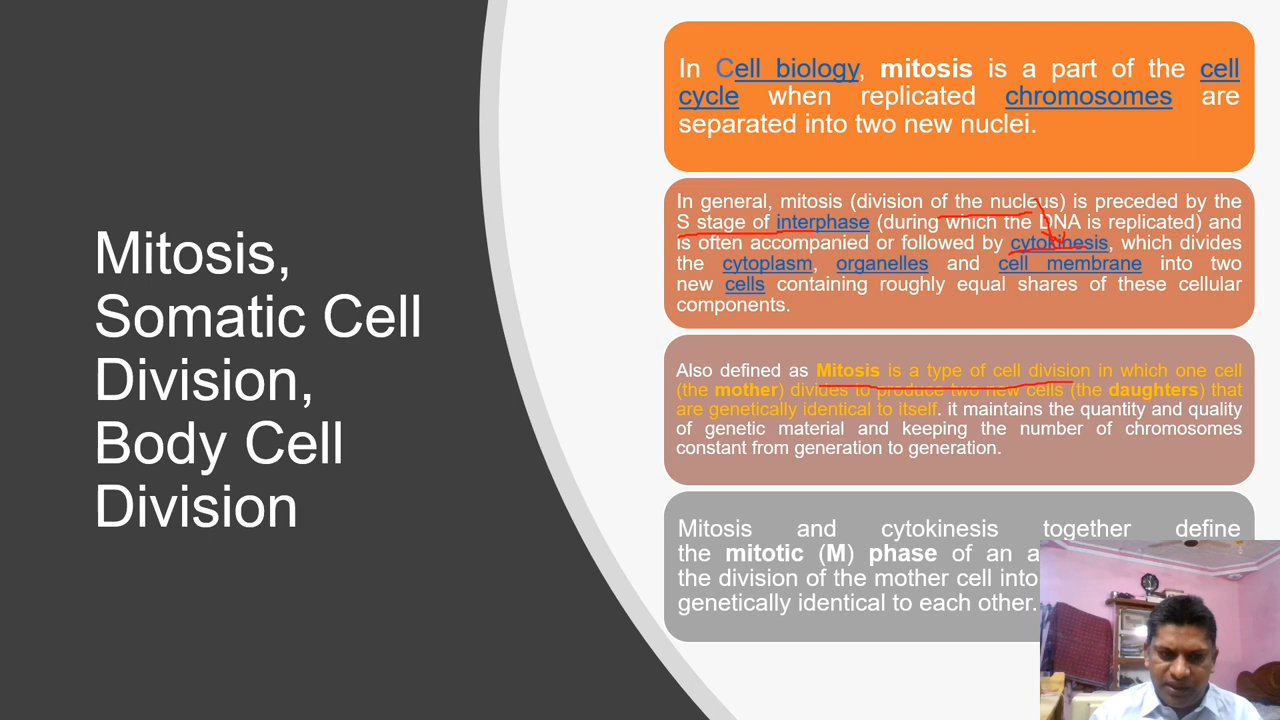 Mitosis,
Somatic Cell
Division,
Body Cell
Division
In Cell biology, mitosis is a part of the cell
cycle when replicated chromosomes are
separated into two new nuclei.
In general, mitosis (division of the nucleus) is preceded by the
S stage of interphase (during which the DNA is replicated) and
is often accompanied or followed by cytokinesis, which divides
the cytoplasm, organelles and cell membrane into two
new cells containing roughly equal shares of these cellular
components.
Also defined as Mitosis is a type of cell division in which one cell
(the mother) divides to produce two new cells (the daughters) that
are genetically identical to itself. it maintains the quantity and quality
of genetic material and keeping the number of chromosomes
constant from generation to generation.
Mitosis and cytokinesis together define
the mitotic (M) phase of an
the division of the mother cell into
genetically identical to each other.